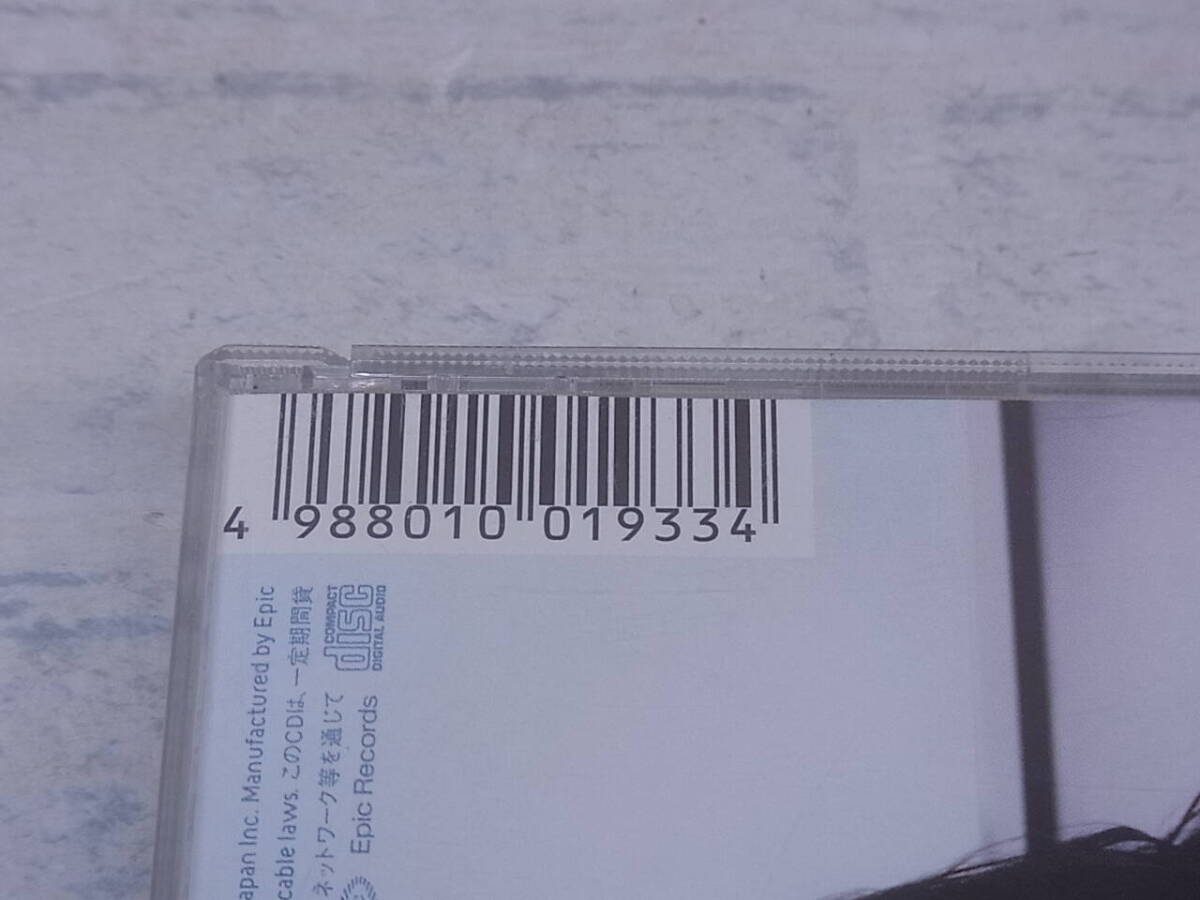 4 988010 019334
apan Inc. Manufactured by Epic
cable laws. このCDは、一定期間貸
ネットワーク等を通じて
Epic Records
COMPACT
disc
DIGITAL AUDIO